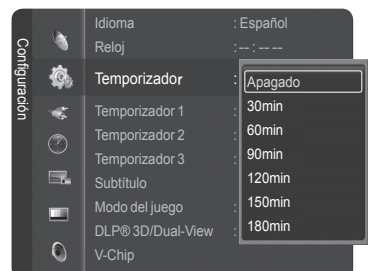 Configuración
Idioma : Español
Reloj : -- : -- --
Temporizador :
Apagado
30min
60min
90min
120min
150min
180min
Temporizador 1 :
Temporizador 2 :
Temporizador 3 :
Subtítulo
Modo del juego :
DLP® 3D/Dual-View :
V-Chip